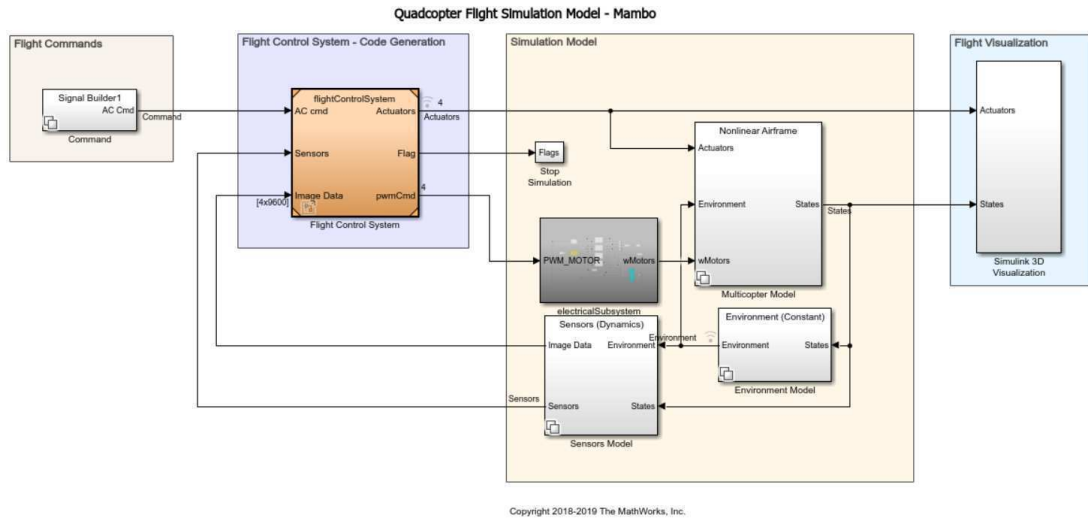 Quadcopter Flight Simulation Model - Mambo
Flight Commands
Signal Builder1
AC Cmd
Command
Command
Flight Control System - Code Generation
flightControlSystem
AC cmd
Actuators
4
Actuators
Sensors
Flag
Image Data
pwmCmd
4
[4x9600]
Flight Control System
Simulation Model
Flags
Stop
Simulation
Nonlinear Airframe
Actuators
Environment
States
States
wMotors
Multicopter Model
PWM_MOTOR
wMotors
electricalSubsystem
Sensors (Dynamics)
Image Data
Environment
Environment
Sensors
Sensors
States
Sensors Model
Environment (Constant)
Environment
States
Environment Model
Flight Visualization
Actuators
States
Simulink 3D
Visualization
Copyright 2018-2019 The MathWorks, Inc.